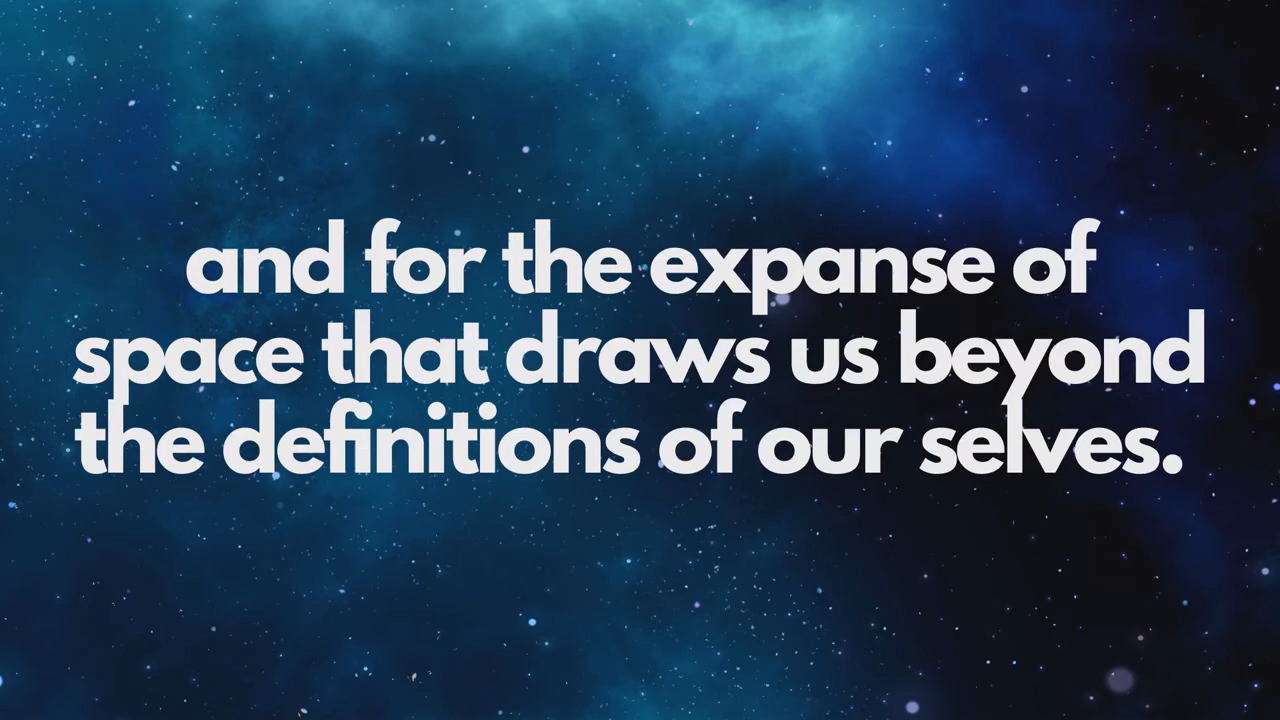 and for the expanse of
space that draws us beyond
the definitions of our selves.